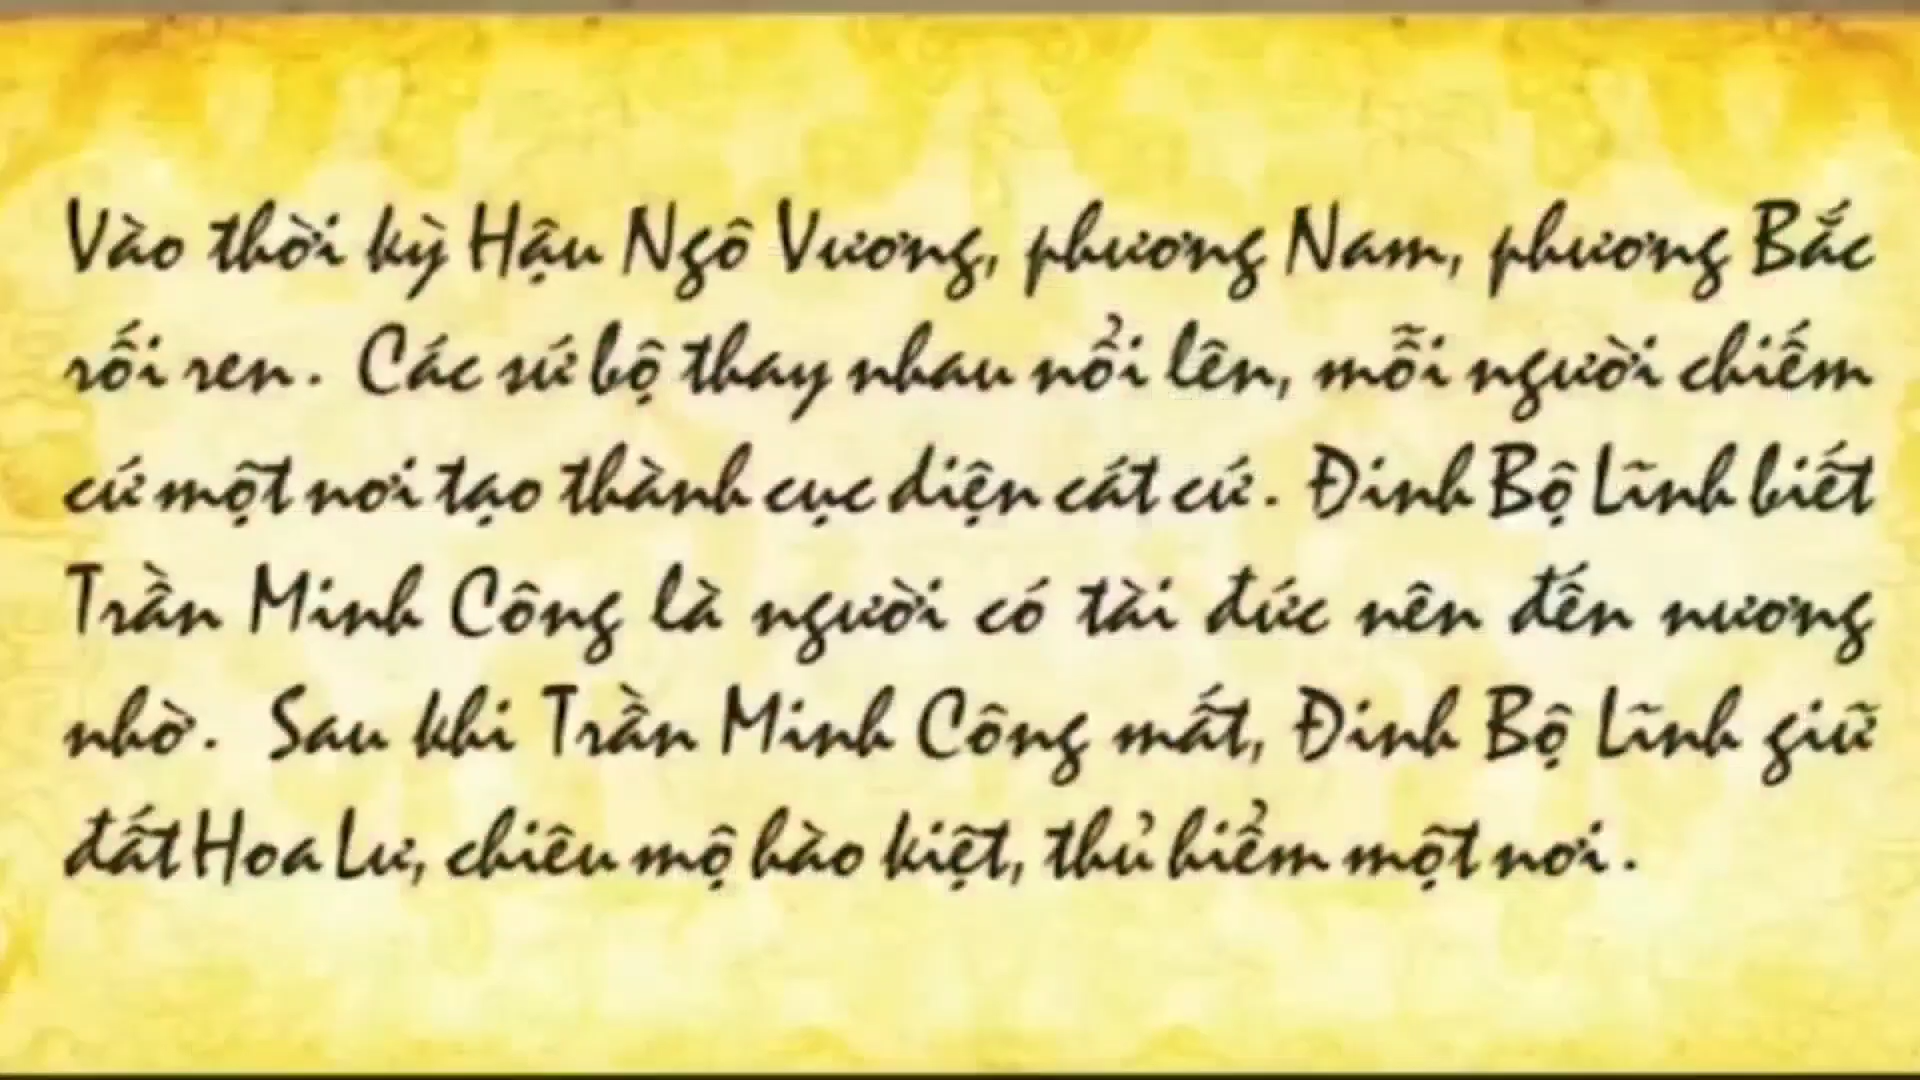 Vào thời kỳ Hậu Ngô Vương, phương Nam, phương Bắc
rối ren. Các sứ bộ thay nhau nổi lên, mỗi người chiếm
cứ một nơi tạo thành cục diện cát cứ. Đinh Bộ Lĩnh biết
Trần Minh Công là người có tài đức nên đến nương
nhờ. Sau khi Trần Minh Công mất, Đinh Bộ Lĩnh giữ
đất Hoa Lư, chiêu mộ hào kiệt, thủ hiểm một nơi.